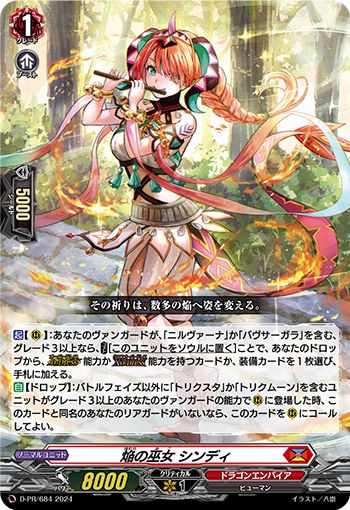 1
グレード
ブースト
シールド
5000
その祈りは、数多の焔へ姿を変える。
起【R】:あなたのヴァンガードが、「ニルヴァーナ」か「バヴサーガラ」を含む、
グレード3以上なら、[このユニットをソウルに置く]ことで、あなたのドロッ
プから、能力か能力を持つカードか、装備カードを1枚選び、
手札に加える。
自【ドロップ】:バトルフェイズ以外に「トリクスタ」か「トリクムーン」を含むユニ
ットがグレード3以上のあなたのヴァンガードの能力でRに登場した時、こ
のカードと同名のあなたのリアガードがいないなら、このカードをRにコール
してよい。
ノーマルユニット
焔の巫女 シンディ
パワー
8000
クリティカル
1
ドラゴンエンパイア
ヒューマン
D-PR/684 2024
イラスト/八崇